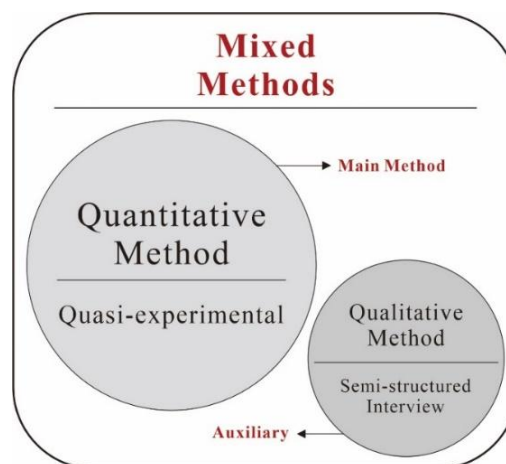 Mixed
Methods
Main Method
Quantitative
Method
Quasi-experimental
Qualitative
Method
Semi-structured
Interview
Auxiliary